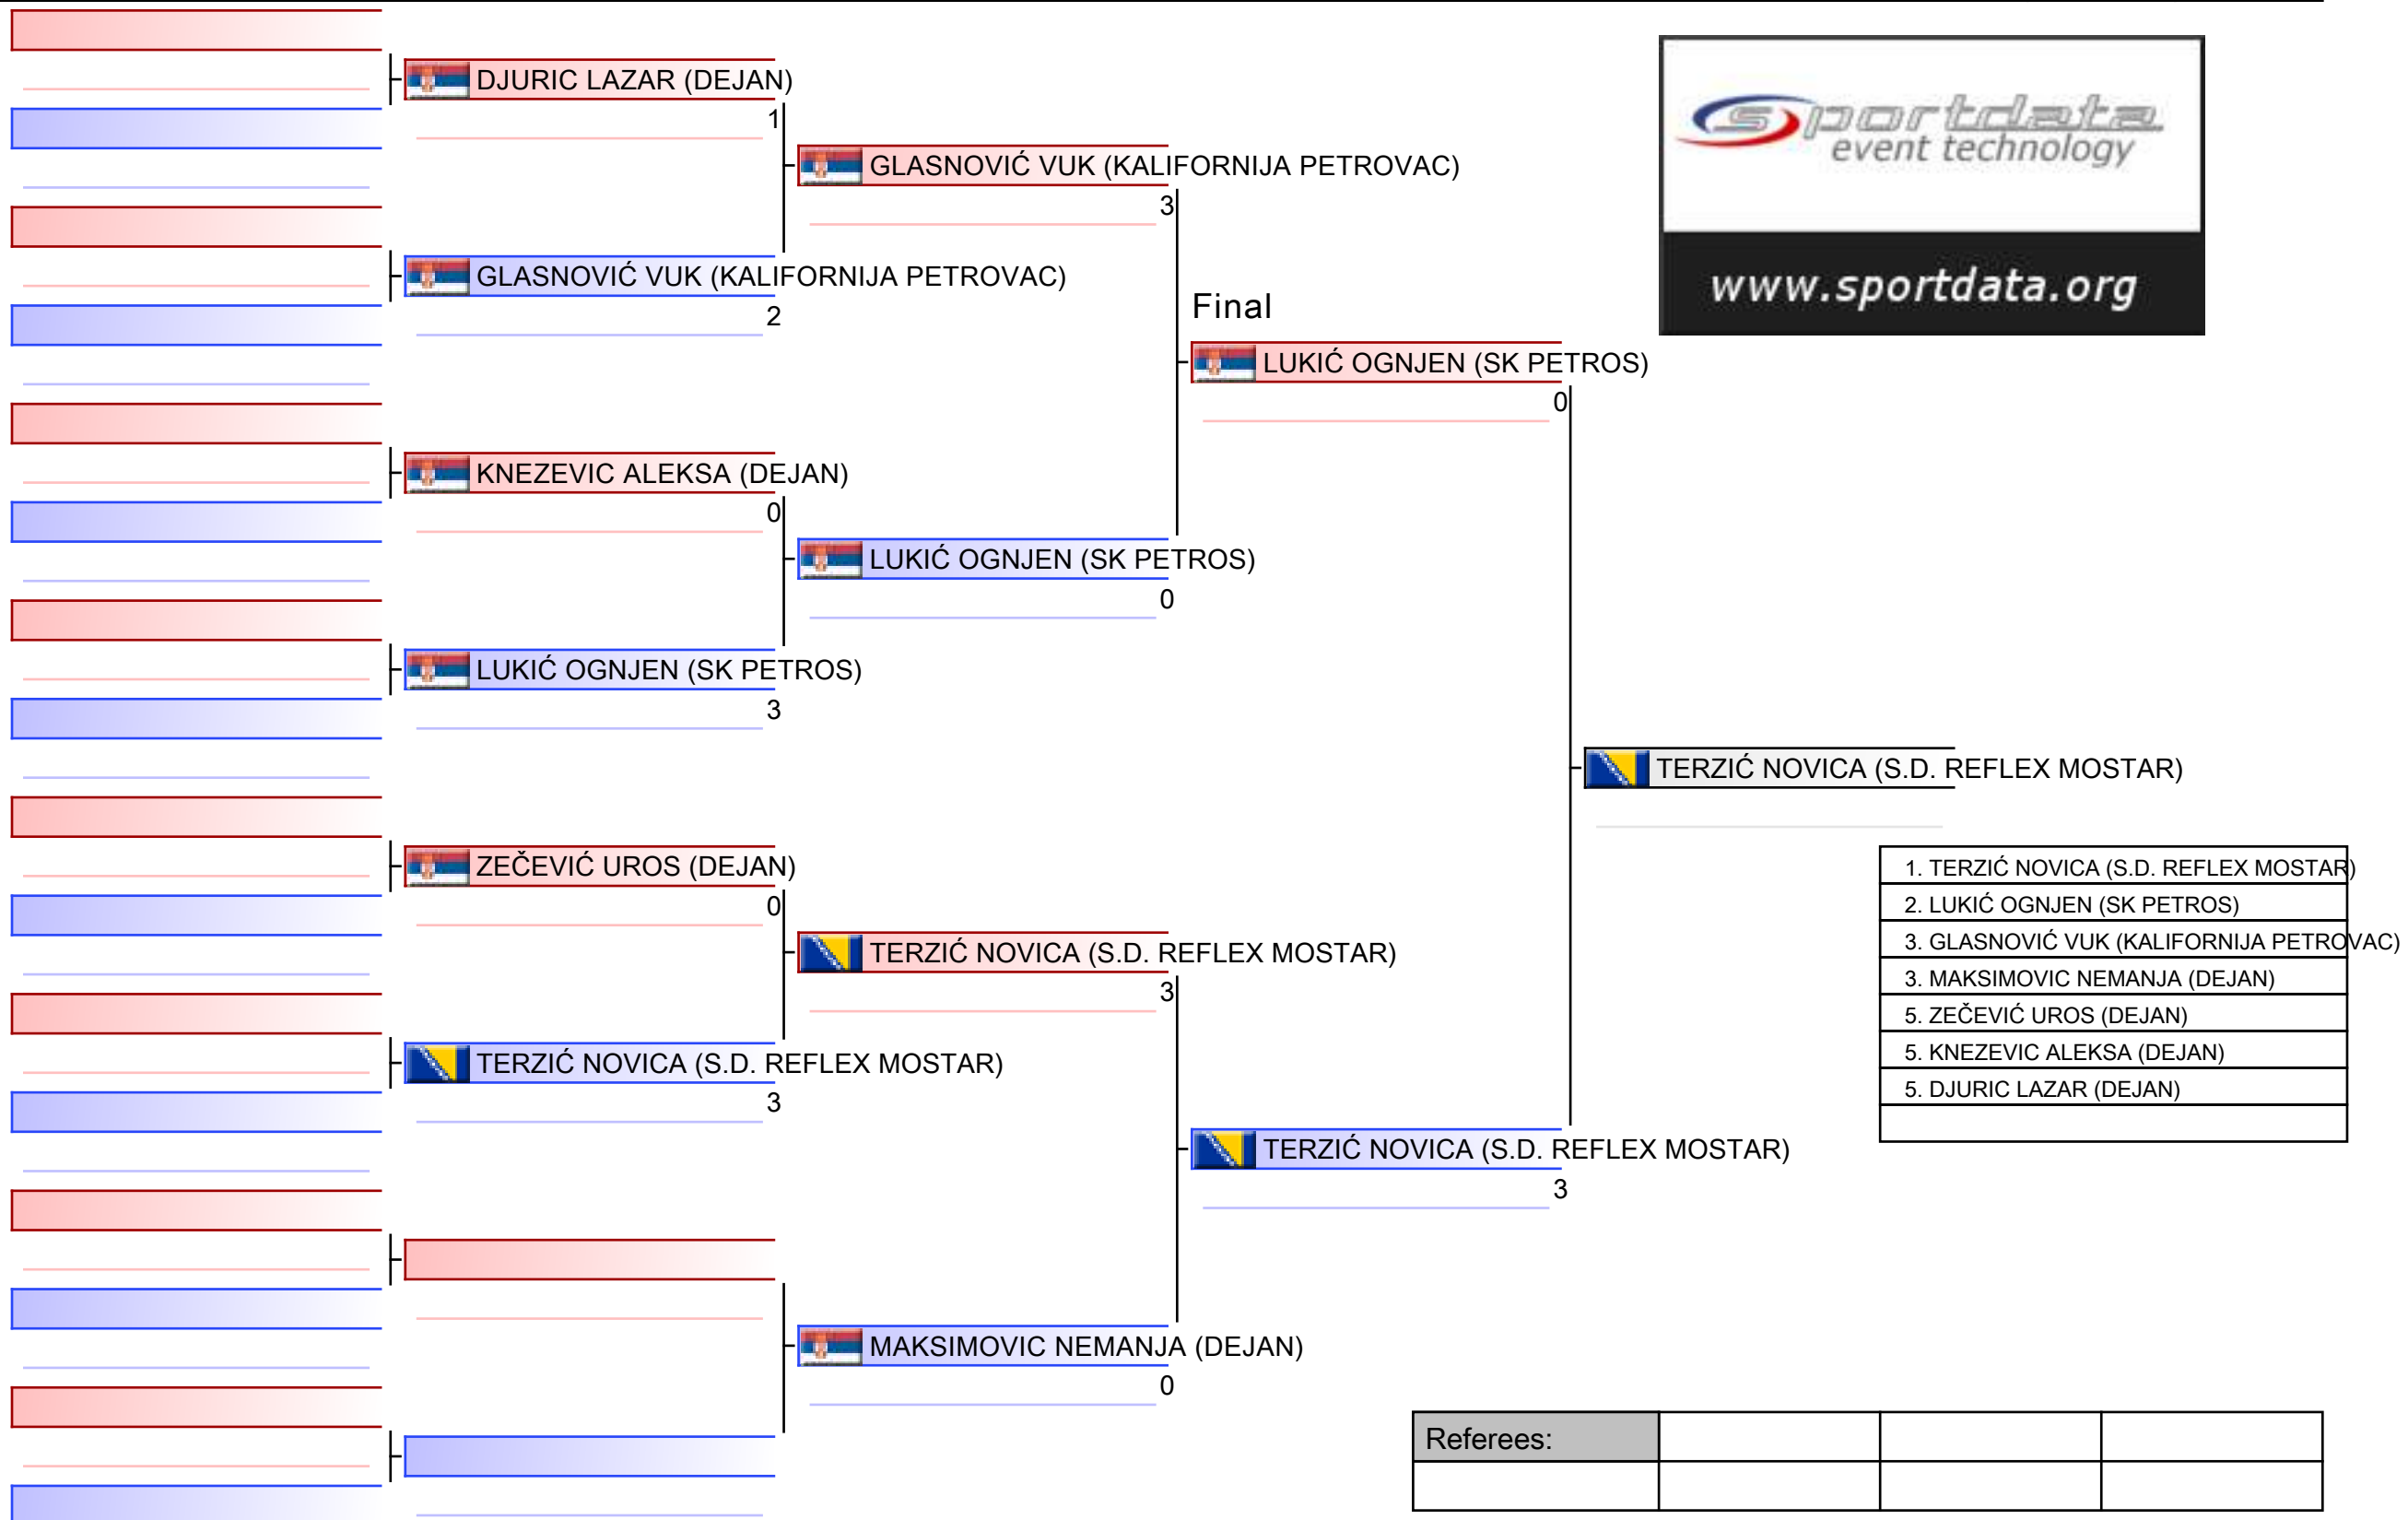 DJURIC LAZAR (DEJAN)
1
GLASNOVIĆ VUK (KALIFORNIJA PETROVAC)
2
KNEZEVIC ALEKSA (DEJAN)
0
LUKIĆ OGNJEN (SK PETROS)
3
ZEČEVIĆ UROS (DEJAN)
0
TERZIĆ NOVICA (S.D. REFLEX MOSTAR)
3
GLASNOVIĆ VUK (KALIFORNIJA PETROVAC)
3
LUKIĆ OGNJEN (SK PETROS)
0
TERZIĆ NOVICA (S.D. REFLEX MOSTAR)
3
MAKSIMOVIC NEMANJA (DEJAN)
0
Final
LUKIĆ OGNJEN (SK PETROS)
0
TERZIĆ NOVICA (S.D. REFLEX MOSTAR)
3
sportdata
event technology
www.sportdata.org
TERZIĆ NOVICA (S.D. REFLEX MOSTAR)
1. TERZIĆ NOVICA (S.D. REFLEX MOSTAR)
2. LUKIĆ OGNJEN (SK PETROS)
3. GLASNOVIĆ VUK (KALIFORNIJA PETROVAC)
3. MAKSIMOVIC NEMANJA (DEJAN)
5. ZEČEVIĆ UROS (DEJAN)
5. KNEZEVIC ALEKSA (DEJAN)
5. DJURIC LAZAR (DEJAN)
Referees: